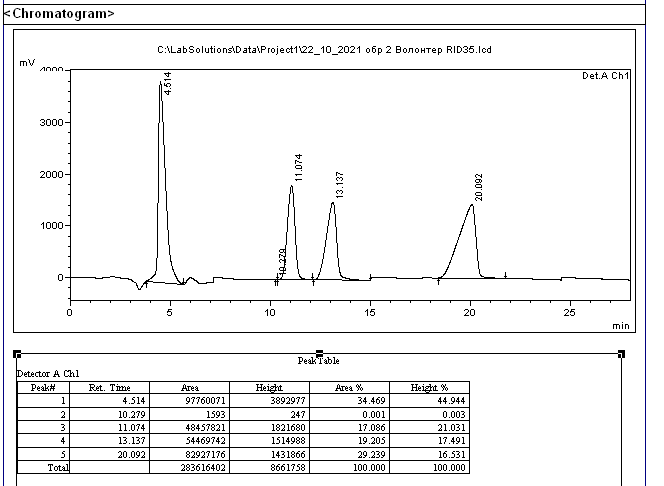 <Chromatogram>
C:\LabSolutions\Data\Project1\22_10_2021 обр 2 Волонтер RID35.lcd
mV
Det.A Ch1
4000
3000
2000
1000
0
4.514
10.279
11.074
13.137
20.092
0 5 10 15 20 25
min
PeakTable
Detector A Ch1
Peak# Ret. Time Area Height Area % Height %
1 4.514 97760071 3892977 34.469 44.944
2 10.279 1593 247 0.001 0.003
3 11.074 48457821 1821680 17.086 21.031
4 13.137 54469742 1514988 19.205 17.491
5 20.092 82927176 1431866 29.239 16.531
Total 283616402 8661758 100.000 100.000